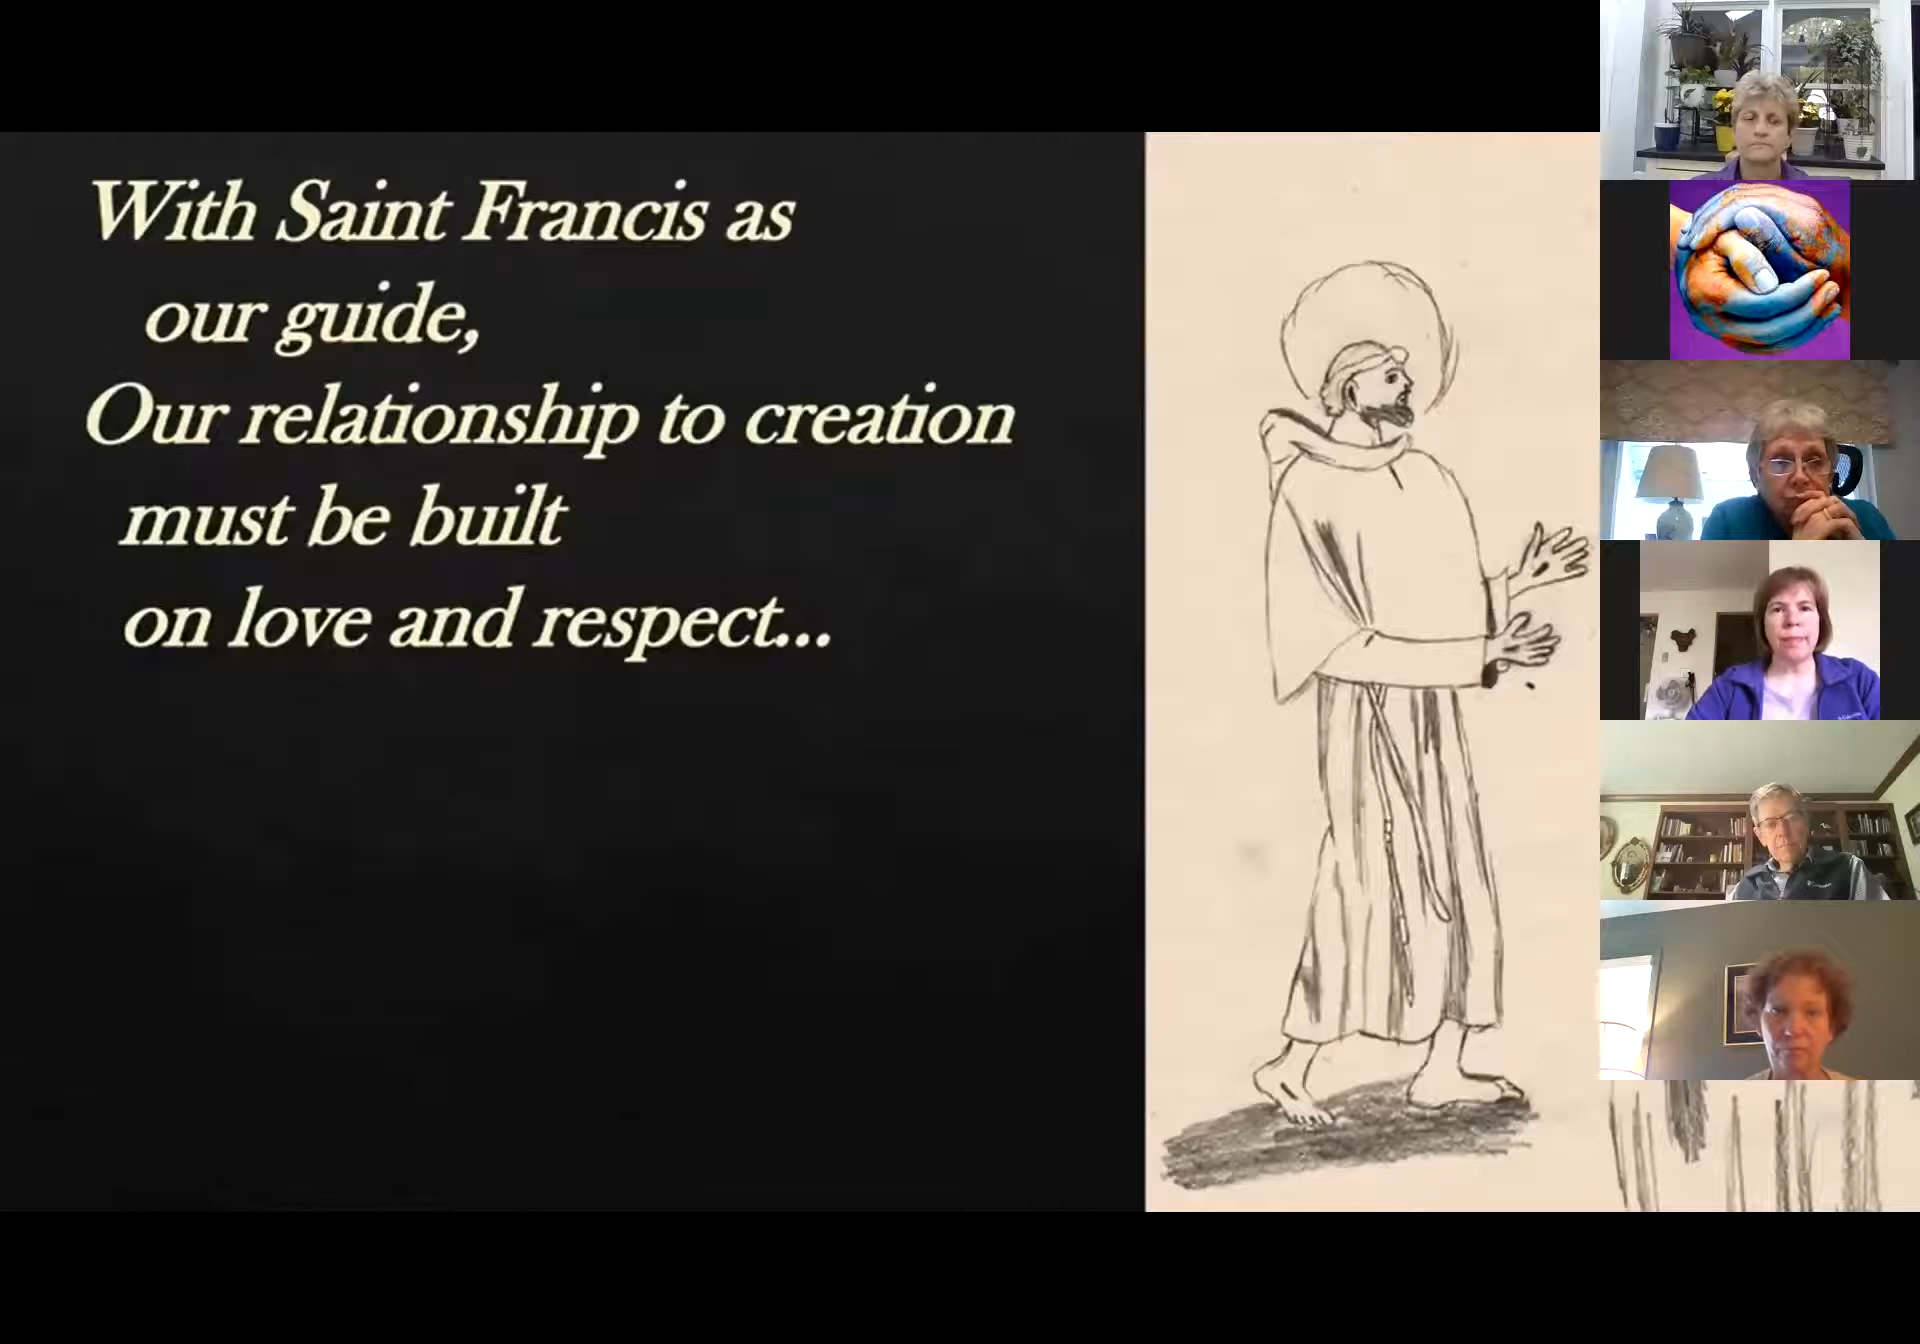 With Saint Francis as
our guide,
Our relationship to creation
must be built
on love and respect...